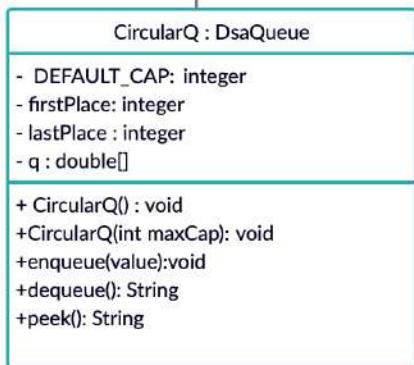 CircularQ : DsaQueue
- DEFAULT_CAP: integer
- firstPlace: integer
- lastPlace : integer
- q : double[]
+ CircularQ() : void
+CircularQ(int maxCap): void
+enqueue(value):void
+dequeue(): String
+peek(): String